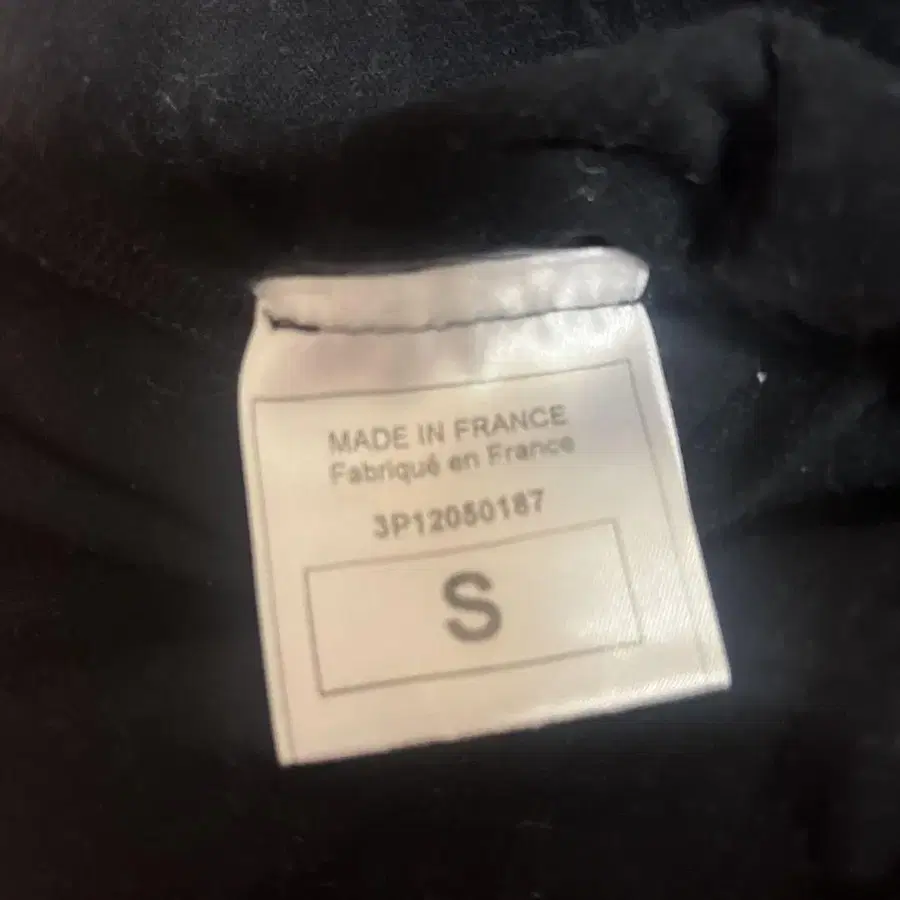 MADE IN FRANCE
Fabriqué en France
3P12050187
S